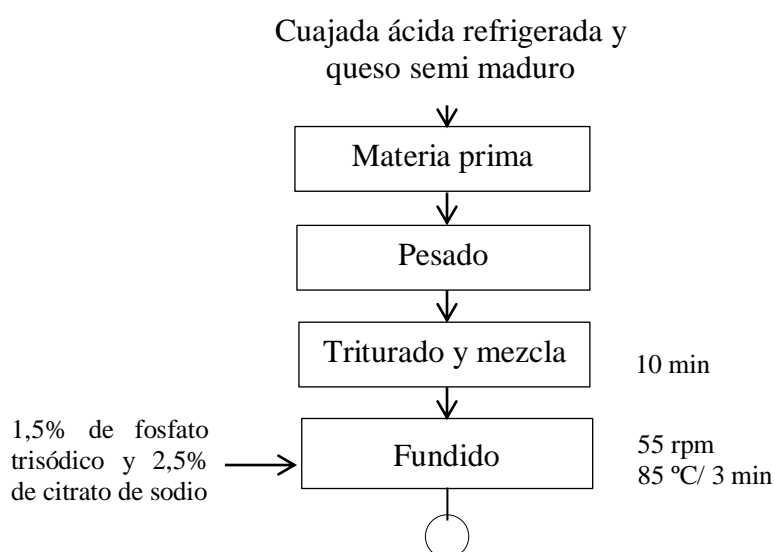 Cuajada ácida refrigerada y
queso semi maduro
Materia prima
Pesado
Triturado y mezcla
10 min
1,5% de fosfato
trisódico y 2,5%
de citrato de sodio
Fundido
55 rpm
85 ºC/ 3 min